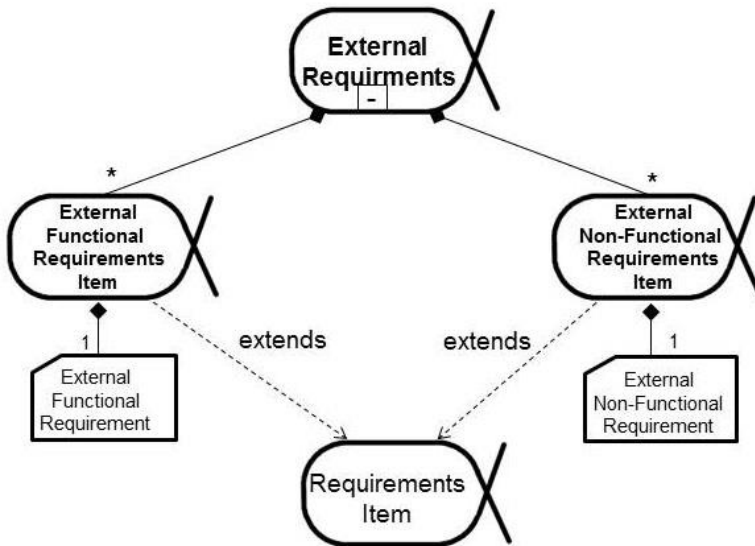 External
Requirments
-
*
*
External
Functional
Requirements
Item
External
Non-Functional
Requirements
Item
1
1
extends
extends
External
Functional
Requirement
External
Non-Functional
Requirement
Requirements
Item